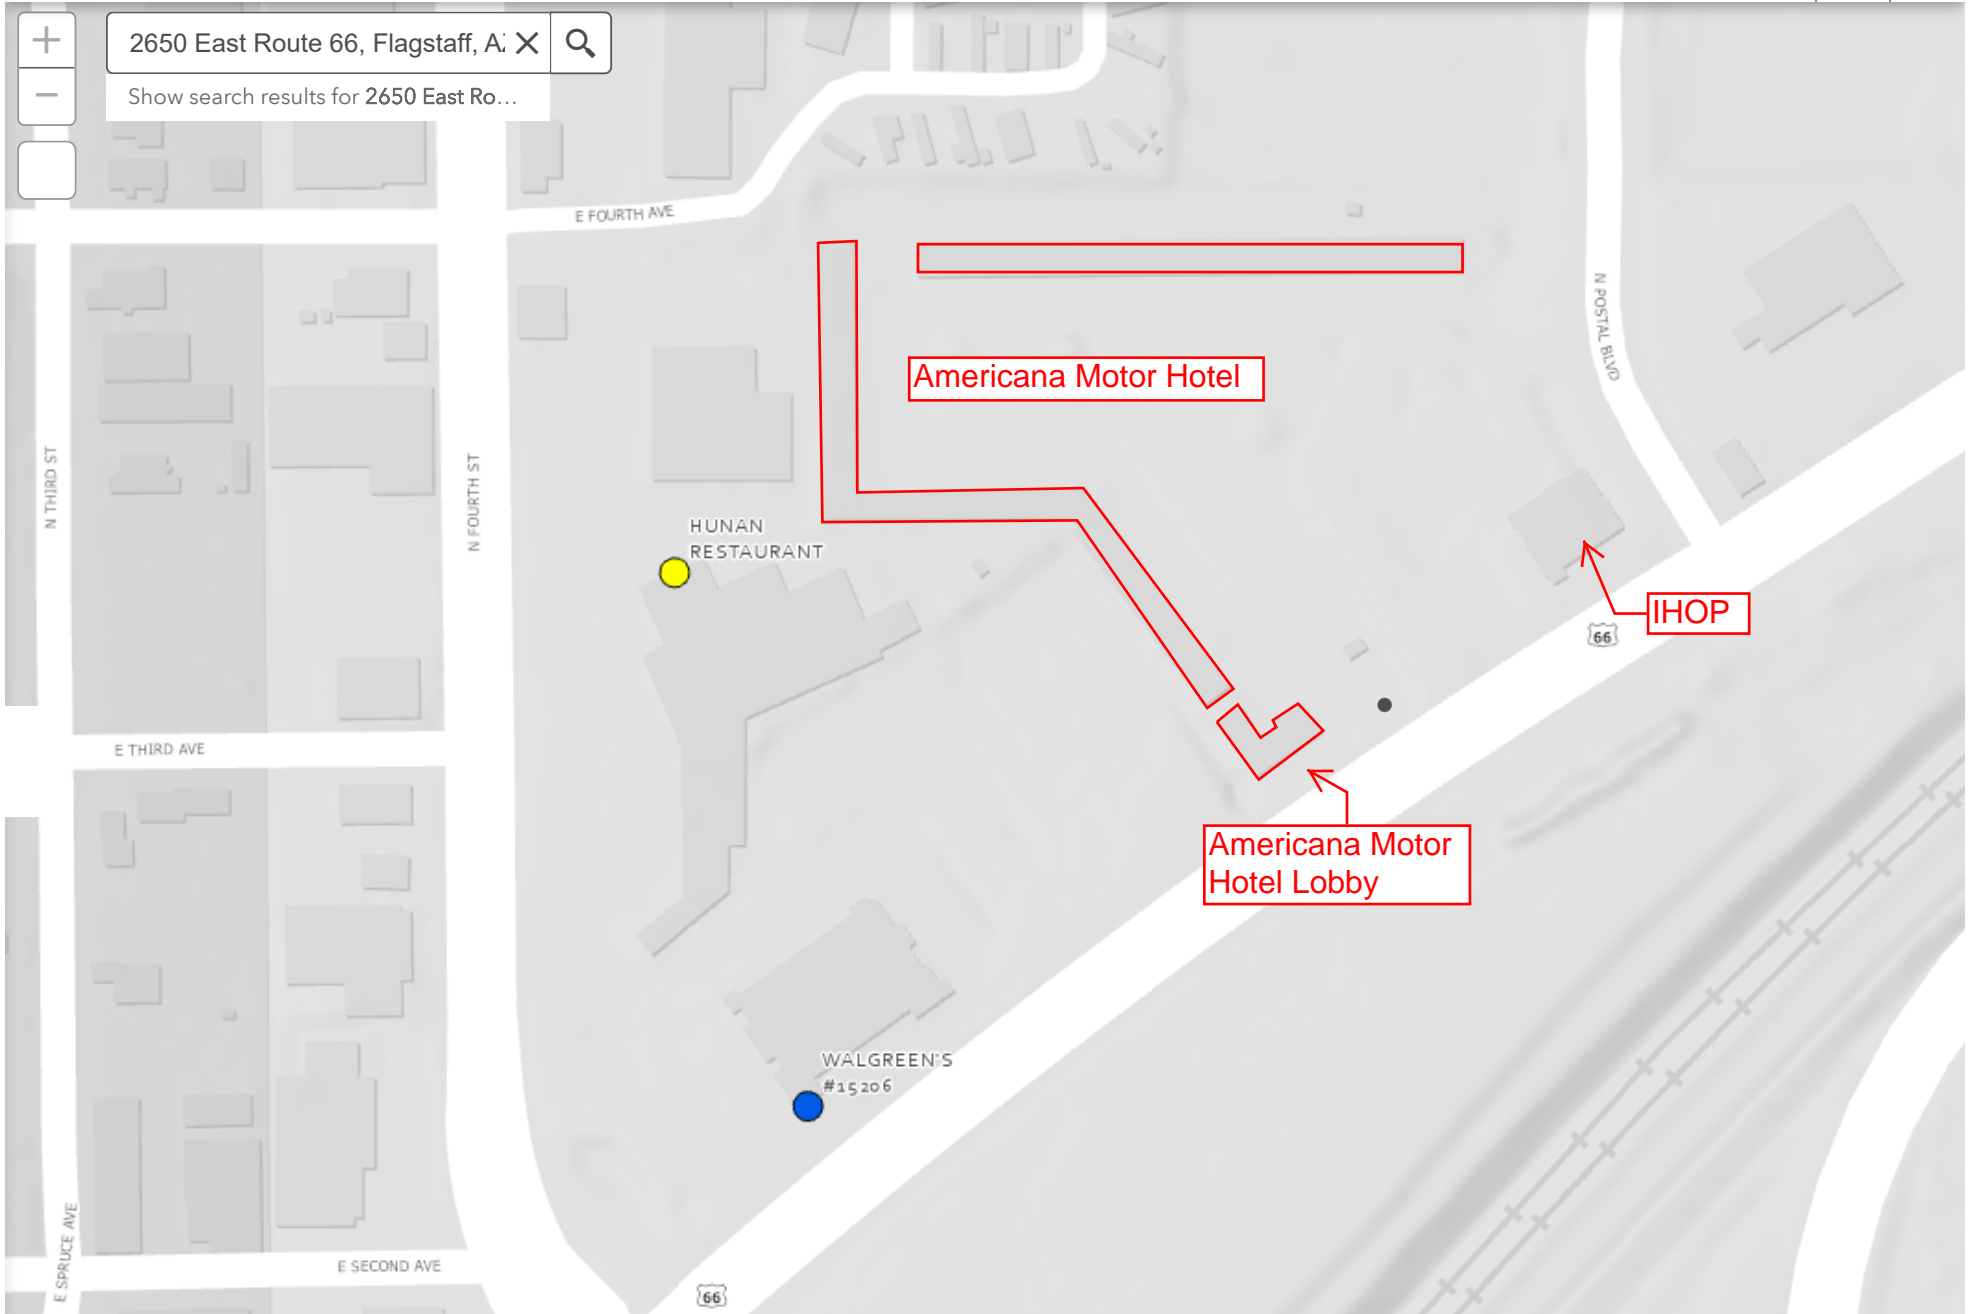 2650 East Route 66, Flagstaff, A
Show search results for 2650 East Ro...
E FOURTH AVE
N POSTAL BLVD
Americana Motor Hotel
N THIRD ST
N FOURTH ST
HUNAN
RESTAURANT
IHOP
66
E THIRD AVE
Americana Motor
Hotel Lobby
WALGREEN'S
#15206
E SPRUCE AVE
E SECOND AVE
66